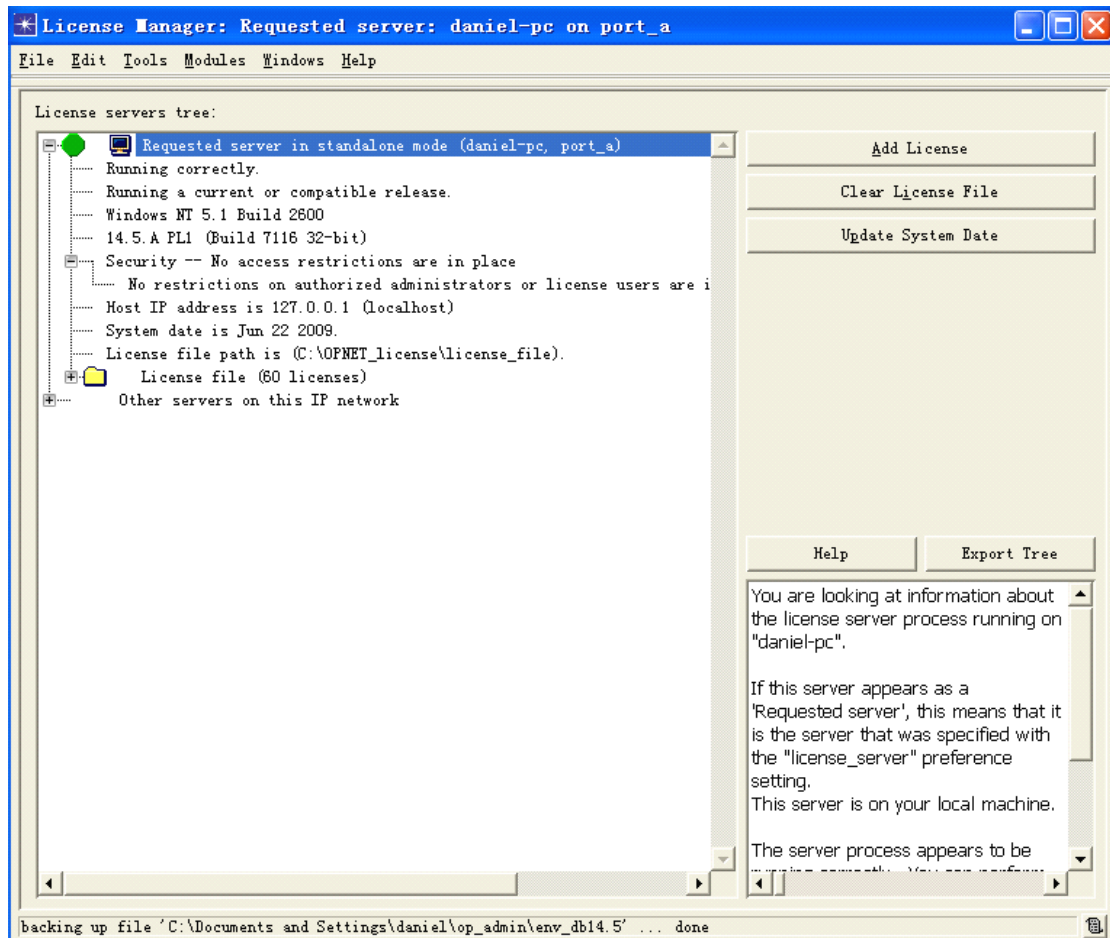 License Manager: Requested server: daniel-pc on port_a
File Edit Tools Modules Windows Help
License servers tree:
Requested server in standalone mode (daniel-pc, port_a)
Running correctly.
Running a current or compatible release.
Windows NT 5.1 Build 2600
14.5.A PL1 (Build 7116 32-bit)
Security -- No access restrictions are in place
No restrictions on authorized administrators or license users are i
Host IP address is 127.0.0.1 (localhost)
System date is Jun 22 2009.
License file path is (C:\OPNET_license\license_file).
License file (60 licenses)
Other servers on this IP network
Add License
Clear License File
Update System Date
Help
Export Tree
You are looking at information about
the license server process running on
"daniel-pc".
If this server appears as a
'Requested server', this means that it
is the server that was specified with
the "license_server" preference
setting.
This server is on your local machine.
The server process appears to be
backing up file 'C:\Documents and Settings\daniel\op_admin\env_db14.5' ... done